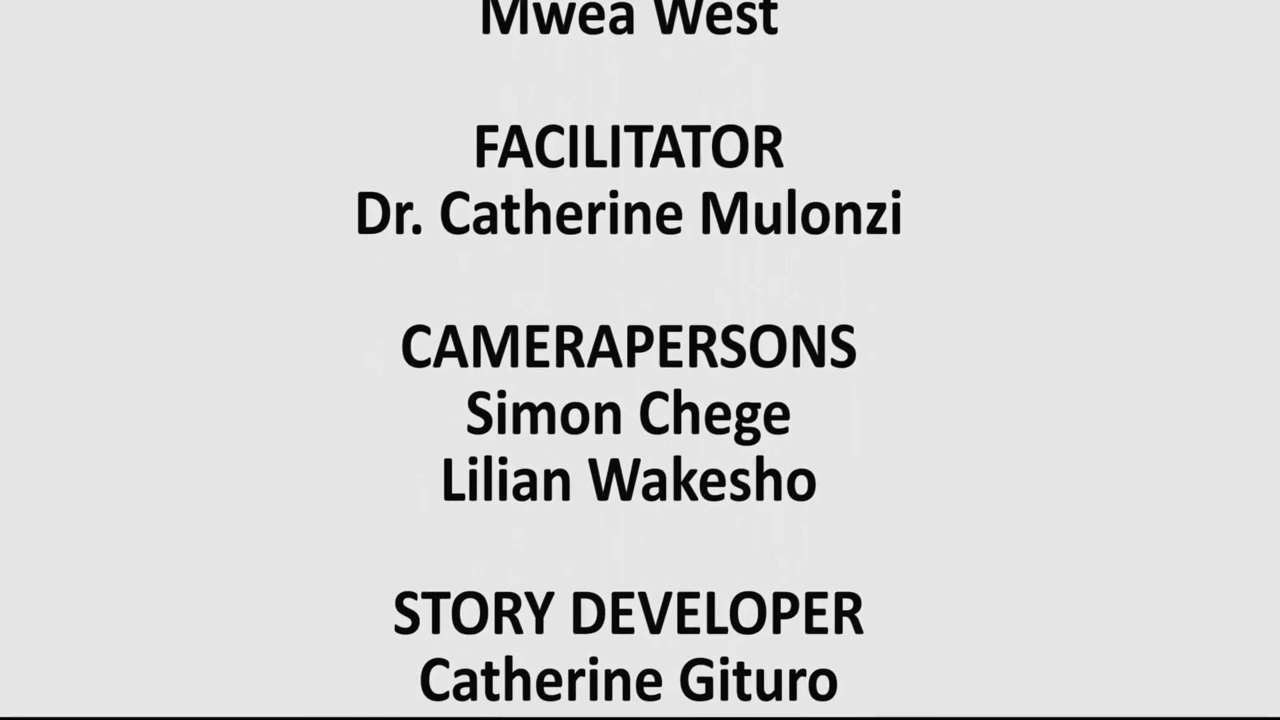 Mwea West
FACILITATOR
Dr. Catherine Mulonzi
CAMERAPERSONS
Simon Chege
Lilian Wakesho
STORY DEVELOPER
Catherine Gituro